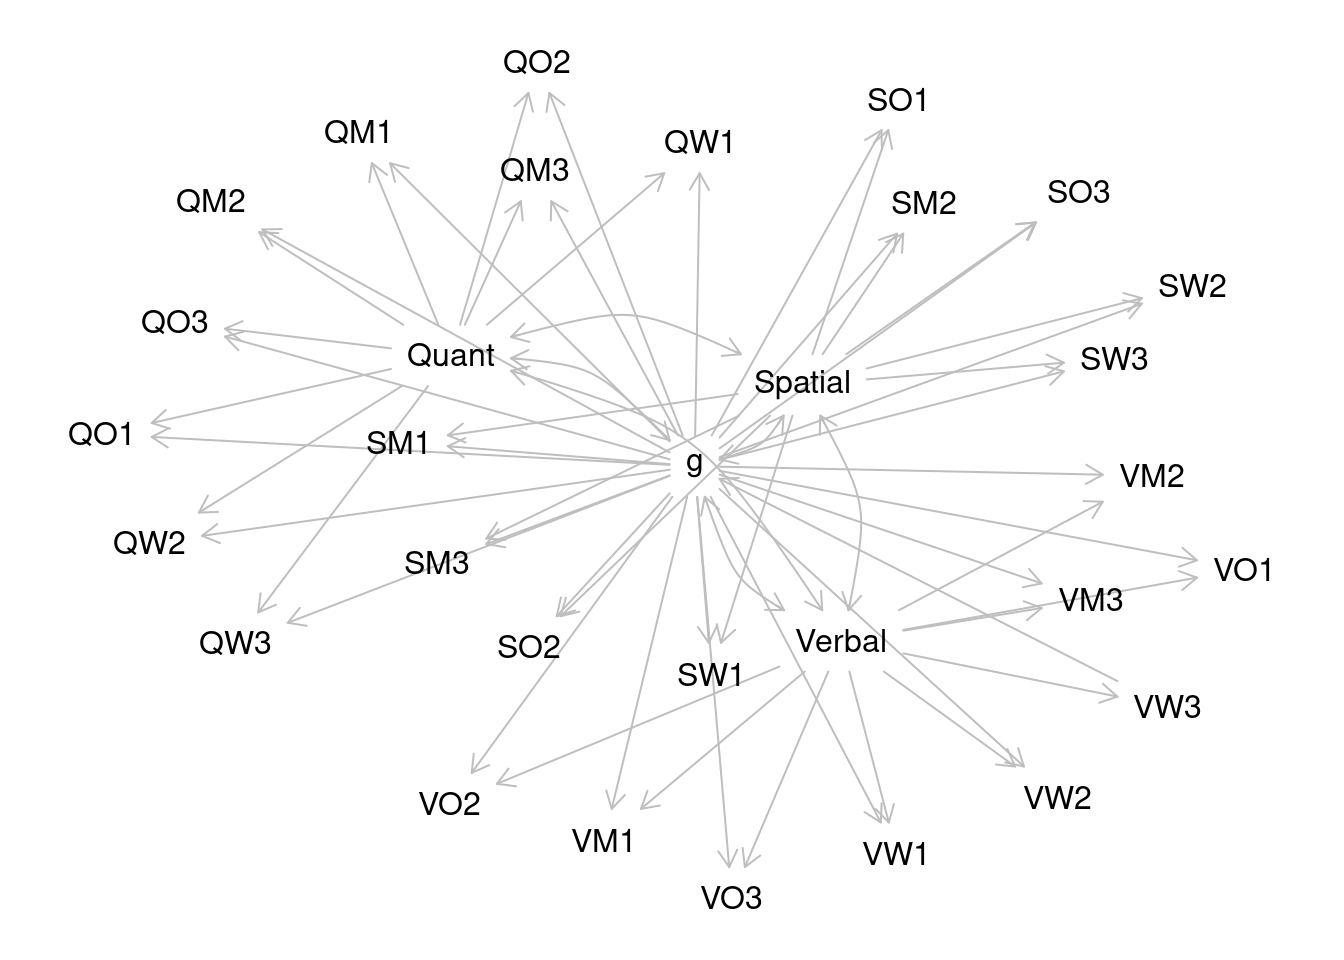 QO2
SO1
QM1
QW1
QM3
SO3
QM2
SM2
SW2
QO3
Quant
SW3
Spatial
QO1
SM1
g
VM2
QW2
SM3
VO1
VM3
QW3
SO2
Verbal
SW1
VW3
VO2
VW2
VM1
VW1
VO3